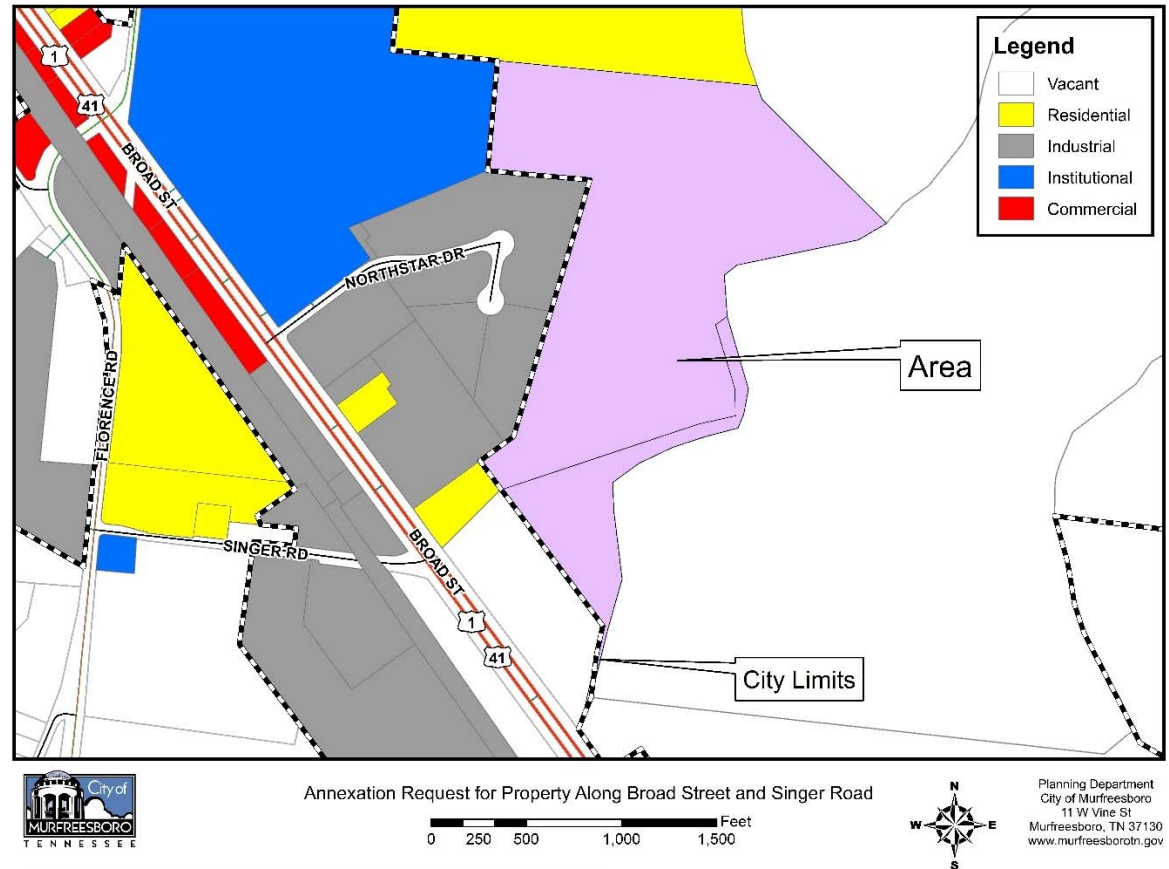 1
41
BROAD ST
Legend
Vacant
Residential
Industrial
Institutional
Commercial
NORTHSTAR DR
FLORENCE RD
Area
SINGER RD
BROAD ST
1
41
City Limits
City of
MURFREESBORO
TENNESSEE
Annexation Request for Property Along Broad Street and Singer Road
Feet
0 250 500 1,000 1,500
N
W E
S
Planning Department
City of Murfreesboro
11 W Vine St
Murfreesboro, TN 37130
www.murfreesborotn.gov